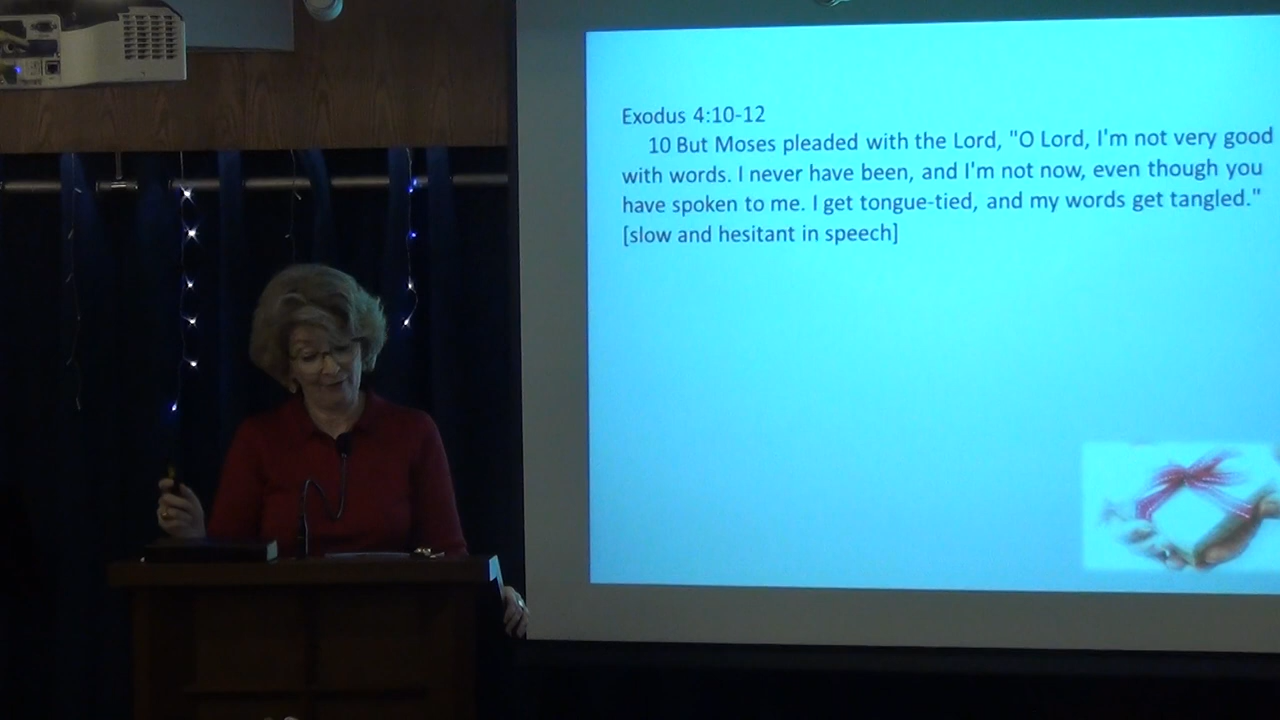 Exodus 4:10-12
10 But Moses pleaded with the Lord, "O Lord, I'm not very good
with words. I never have been, and I'm not now, even though you
have spoken to me. I get tongue-tied, and my words get tangled."
[slow and hesitant in speech]